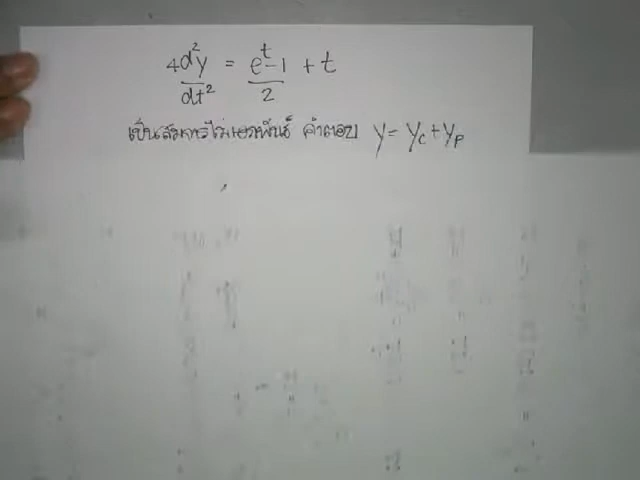 4d²y/dt² = e^t-1/2 + t
เป็นสมการไม่เอกพันธ์ คำตอบ y = yc + yp